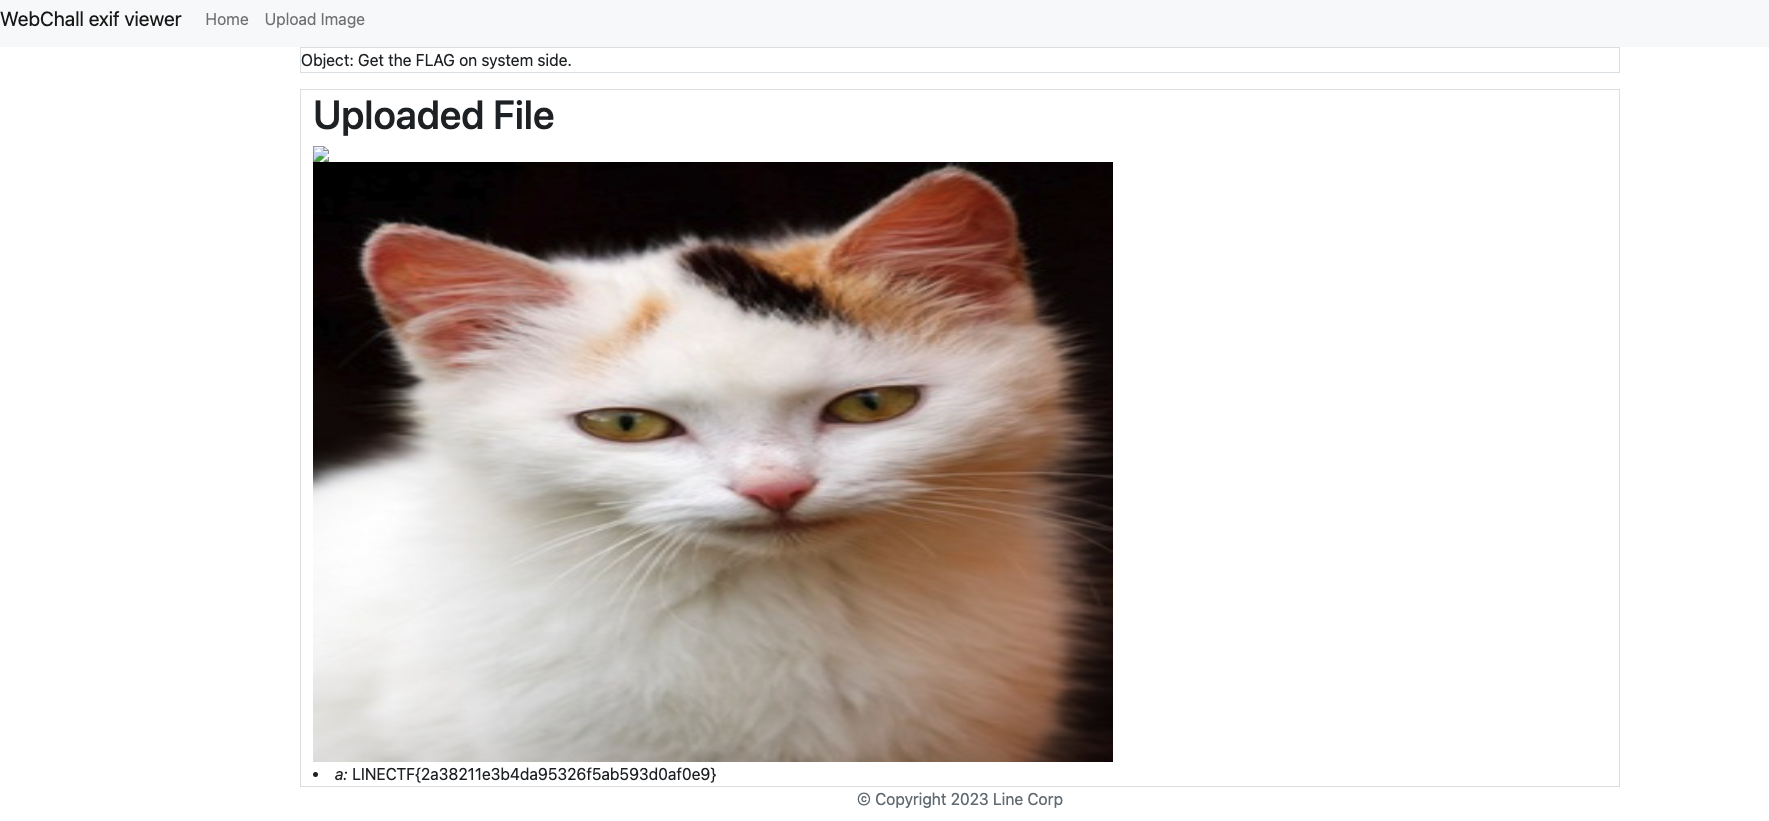 WebChall exif viewer Home Upload Image
Object: Get the FLAG on system side.
Uploaded File
• a: LINECTF{2a38211e3b4da95326f5ab593d0af0e9}
© Copyright 2023 Line Corp